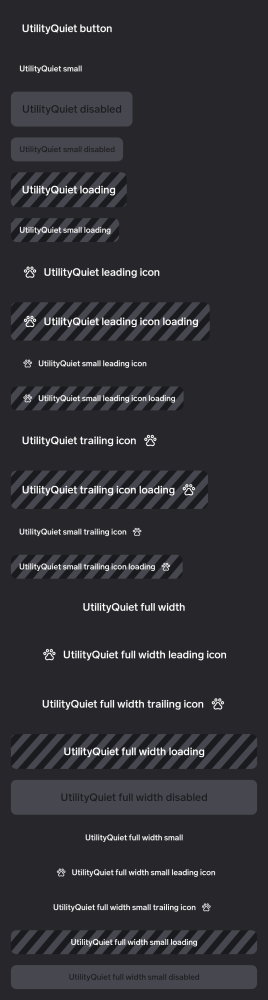 UtilityQuiet button
UtilityQuiet small
UtilityQuiet disabled
UtilityQuiet small disabled
UtilityQuiet loading
UtilityQuiet small loading
UtilityQuiet leading icon
UtilityQuiet leading icon loading
UtilityQuiet small leading icon
UtilityQuiet small leading icon loading
UtilityQuiet trailing icon
UtilityQuiet trailing icon loading
UtilityQuiet small trailing icon
UtilityQuiet small trailing icon loading
UtilityQuiet full width
UtilityQuiet full width leading icon
UtilityQuiet full width trailing icon
UtilityQuiet full width loading
UtilityQuiet full width disabled
UtilityQuiet full width small
UtilityQuiet full width small leading icon
UtilityQuiet full width small trailing icon
UtilityQuiet full width small loading
UtilityQuiet full width small disabled